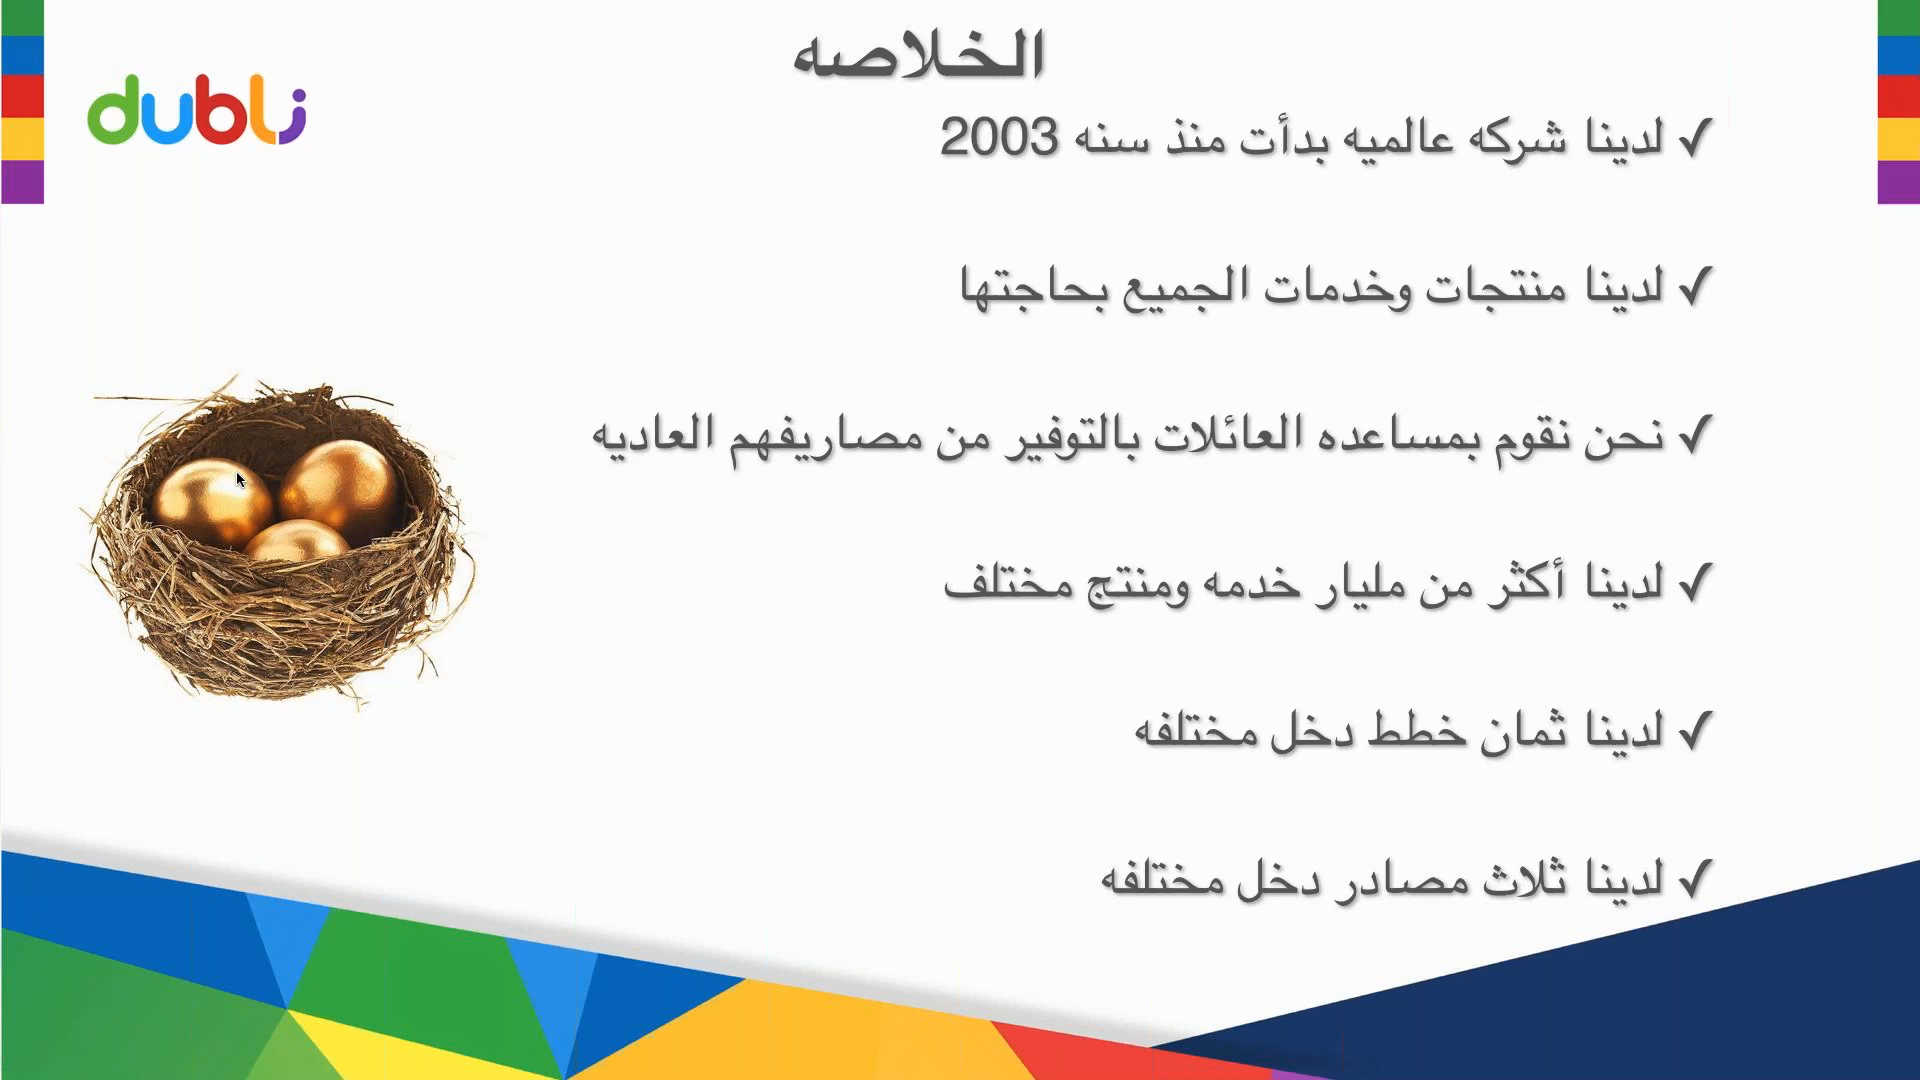 الخلاصه
dubli
✓ لدينا شركه عالميه بدأت منذ سنه 2003
✓ لدينا منتجات وخدمات الجميع بحاجتها
✓ نحن نقوم بمساعده العائلات بالتوفير من مصاريفهم العاديه
✓ لدينا أكثر من مليار خدمه ومنتج مختلف
✓ لدينا ثمان خطط دخل مختلفه
✓ لدينا ثلاث مصادر دخل مختلفه